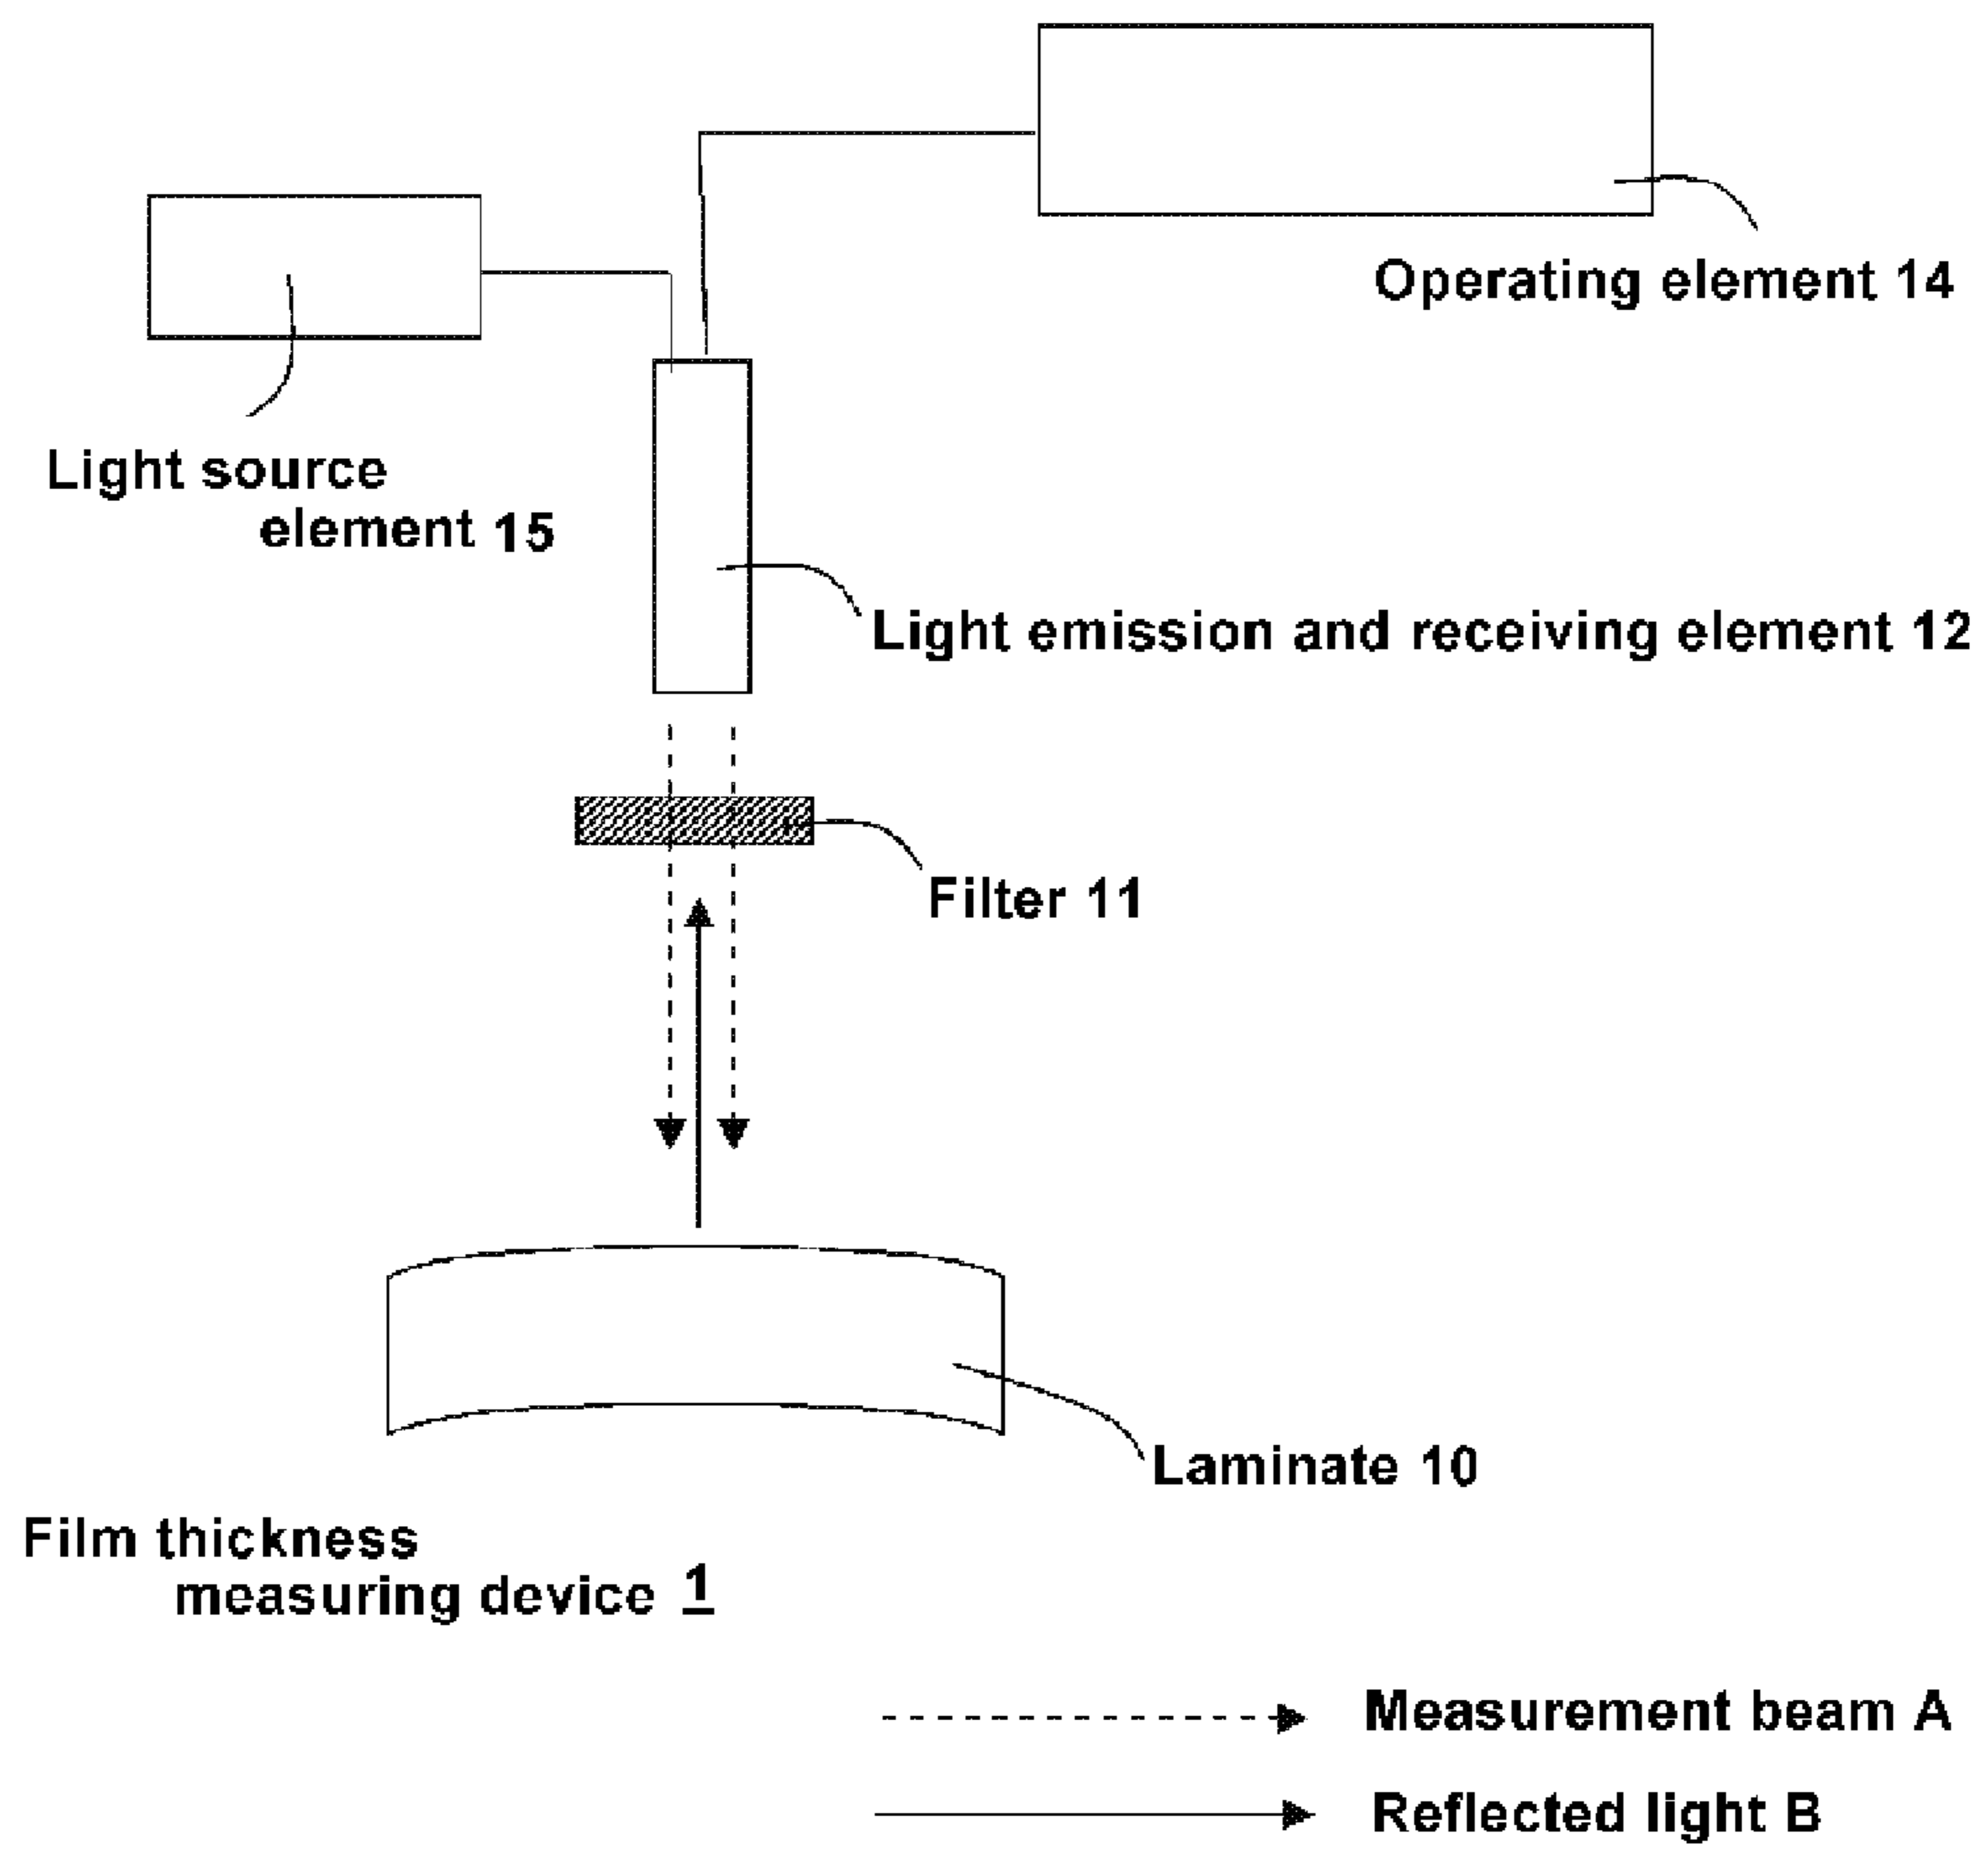 Operating element 14
Light source
element 15
Light emission and receiving element 12
Filter 11
Laminate 10
Film thickness
measuring device 1
Measurement beam A
Reflected light B